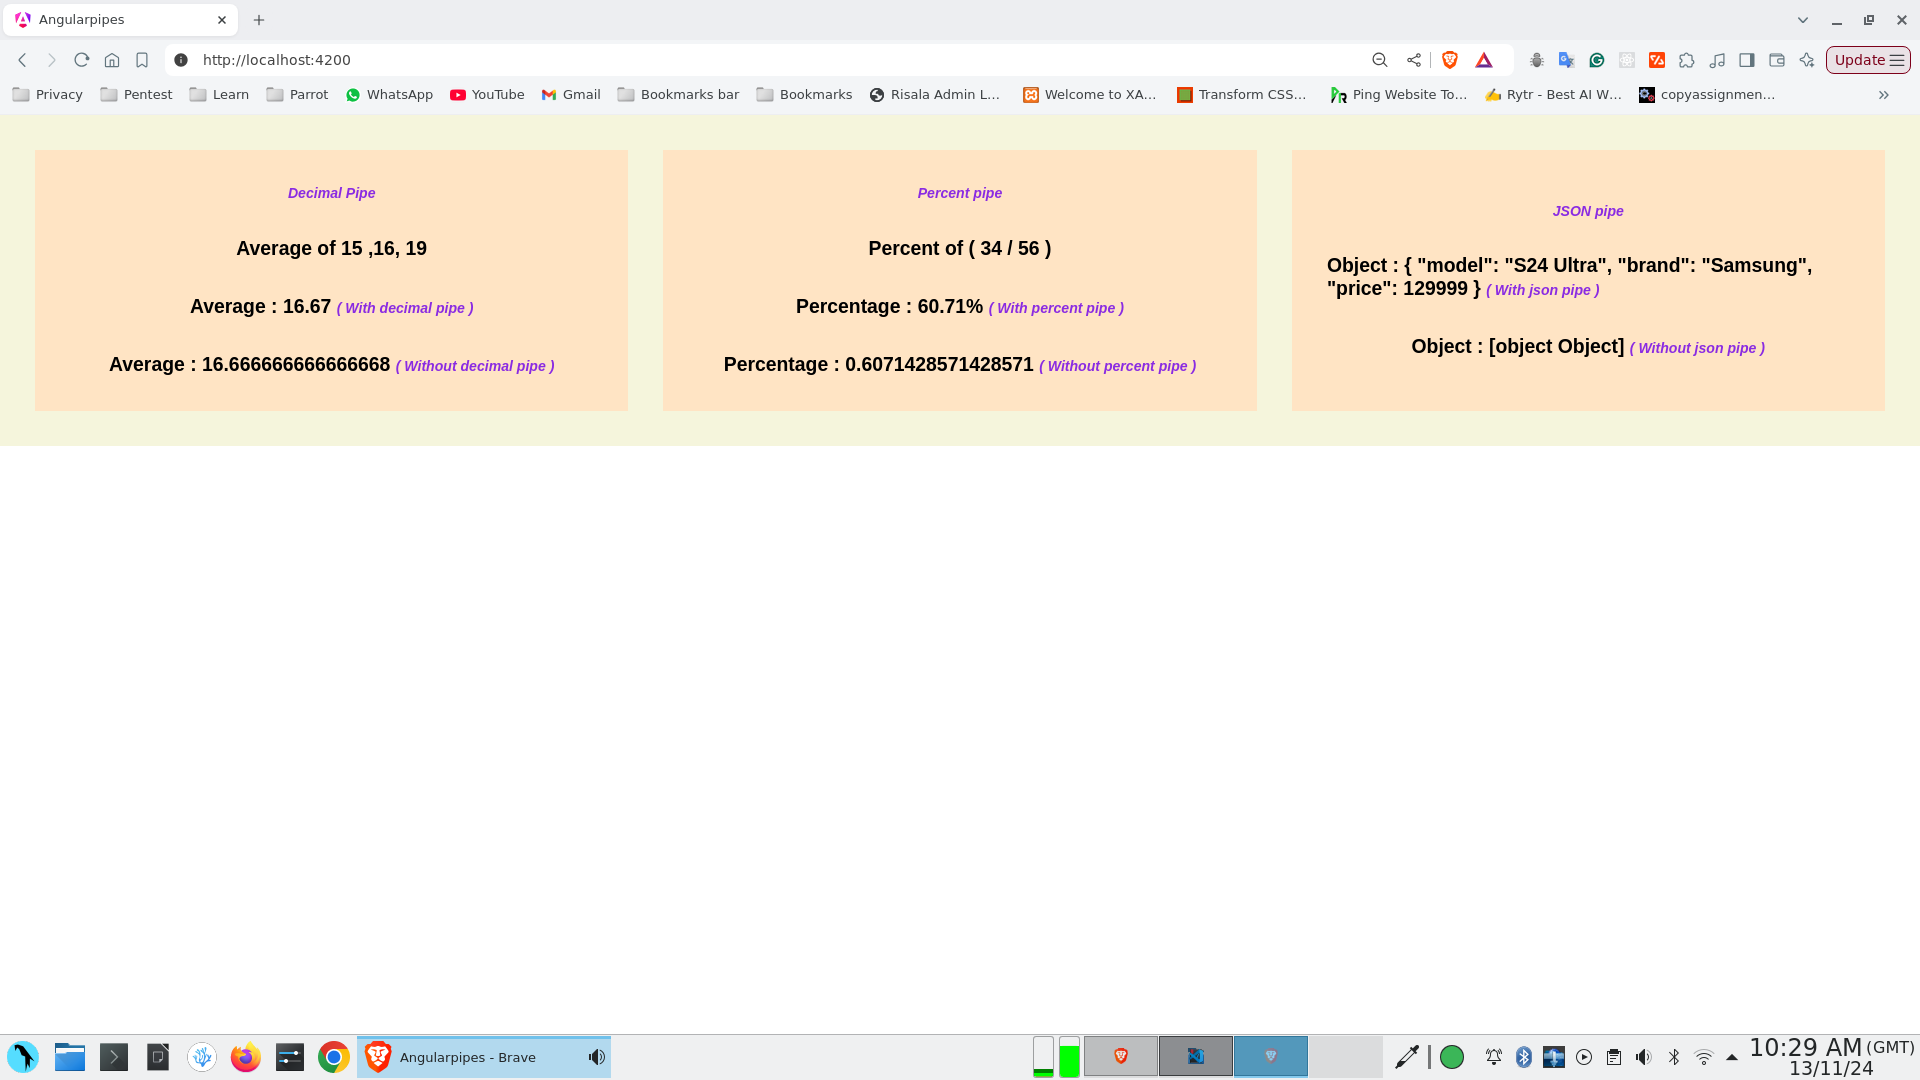 Angularpipes
http://localhost:4200
Update
Privacy
Pentest
Learn
Parrot
WhatsApp
YouTube
Gmail
Bookmarks bar
Bookmarks
Risala Admin L...
Welcome to XA...
Transform CSS...
Ping Website To...
Rytr - Best AI W...
copyassignmen...
Decimal Pipe
Average of 15 ,16, 19
Average : 16.67 ( With decimal pipe )
Average : 16.666666666666668 ( Without decimal pipe )
Percent pipe
Percent of ( 34 / 56 )
Percentage : 60.71% ( With percent pipe )
Percentage : 0.6071428571428571 ( Without percent pipe )
JSON pipe
Object : { "model": "S24 Ultra", "brand": "Samsung",
"price": 129999 } ( With json pipe )
Object : [object Object] ( Without json pipe )
Angularpipes - Brave
10:29 AM (GMT)
13/11/24